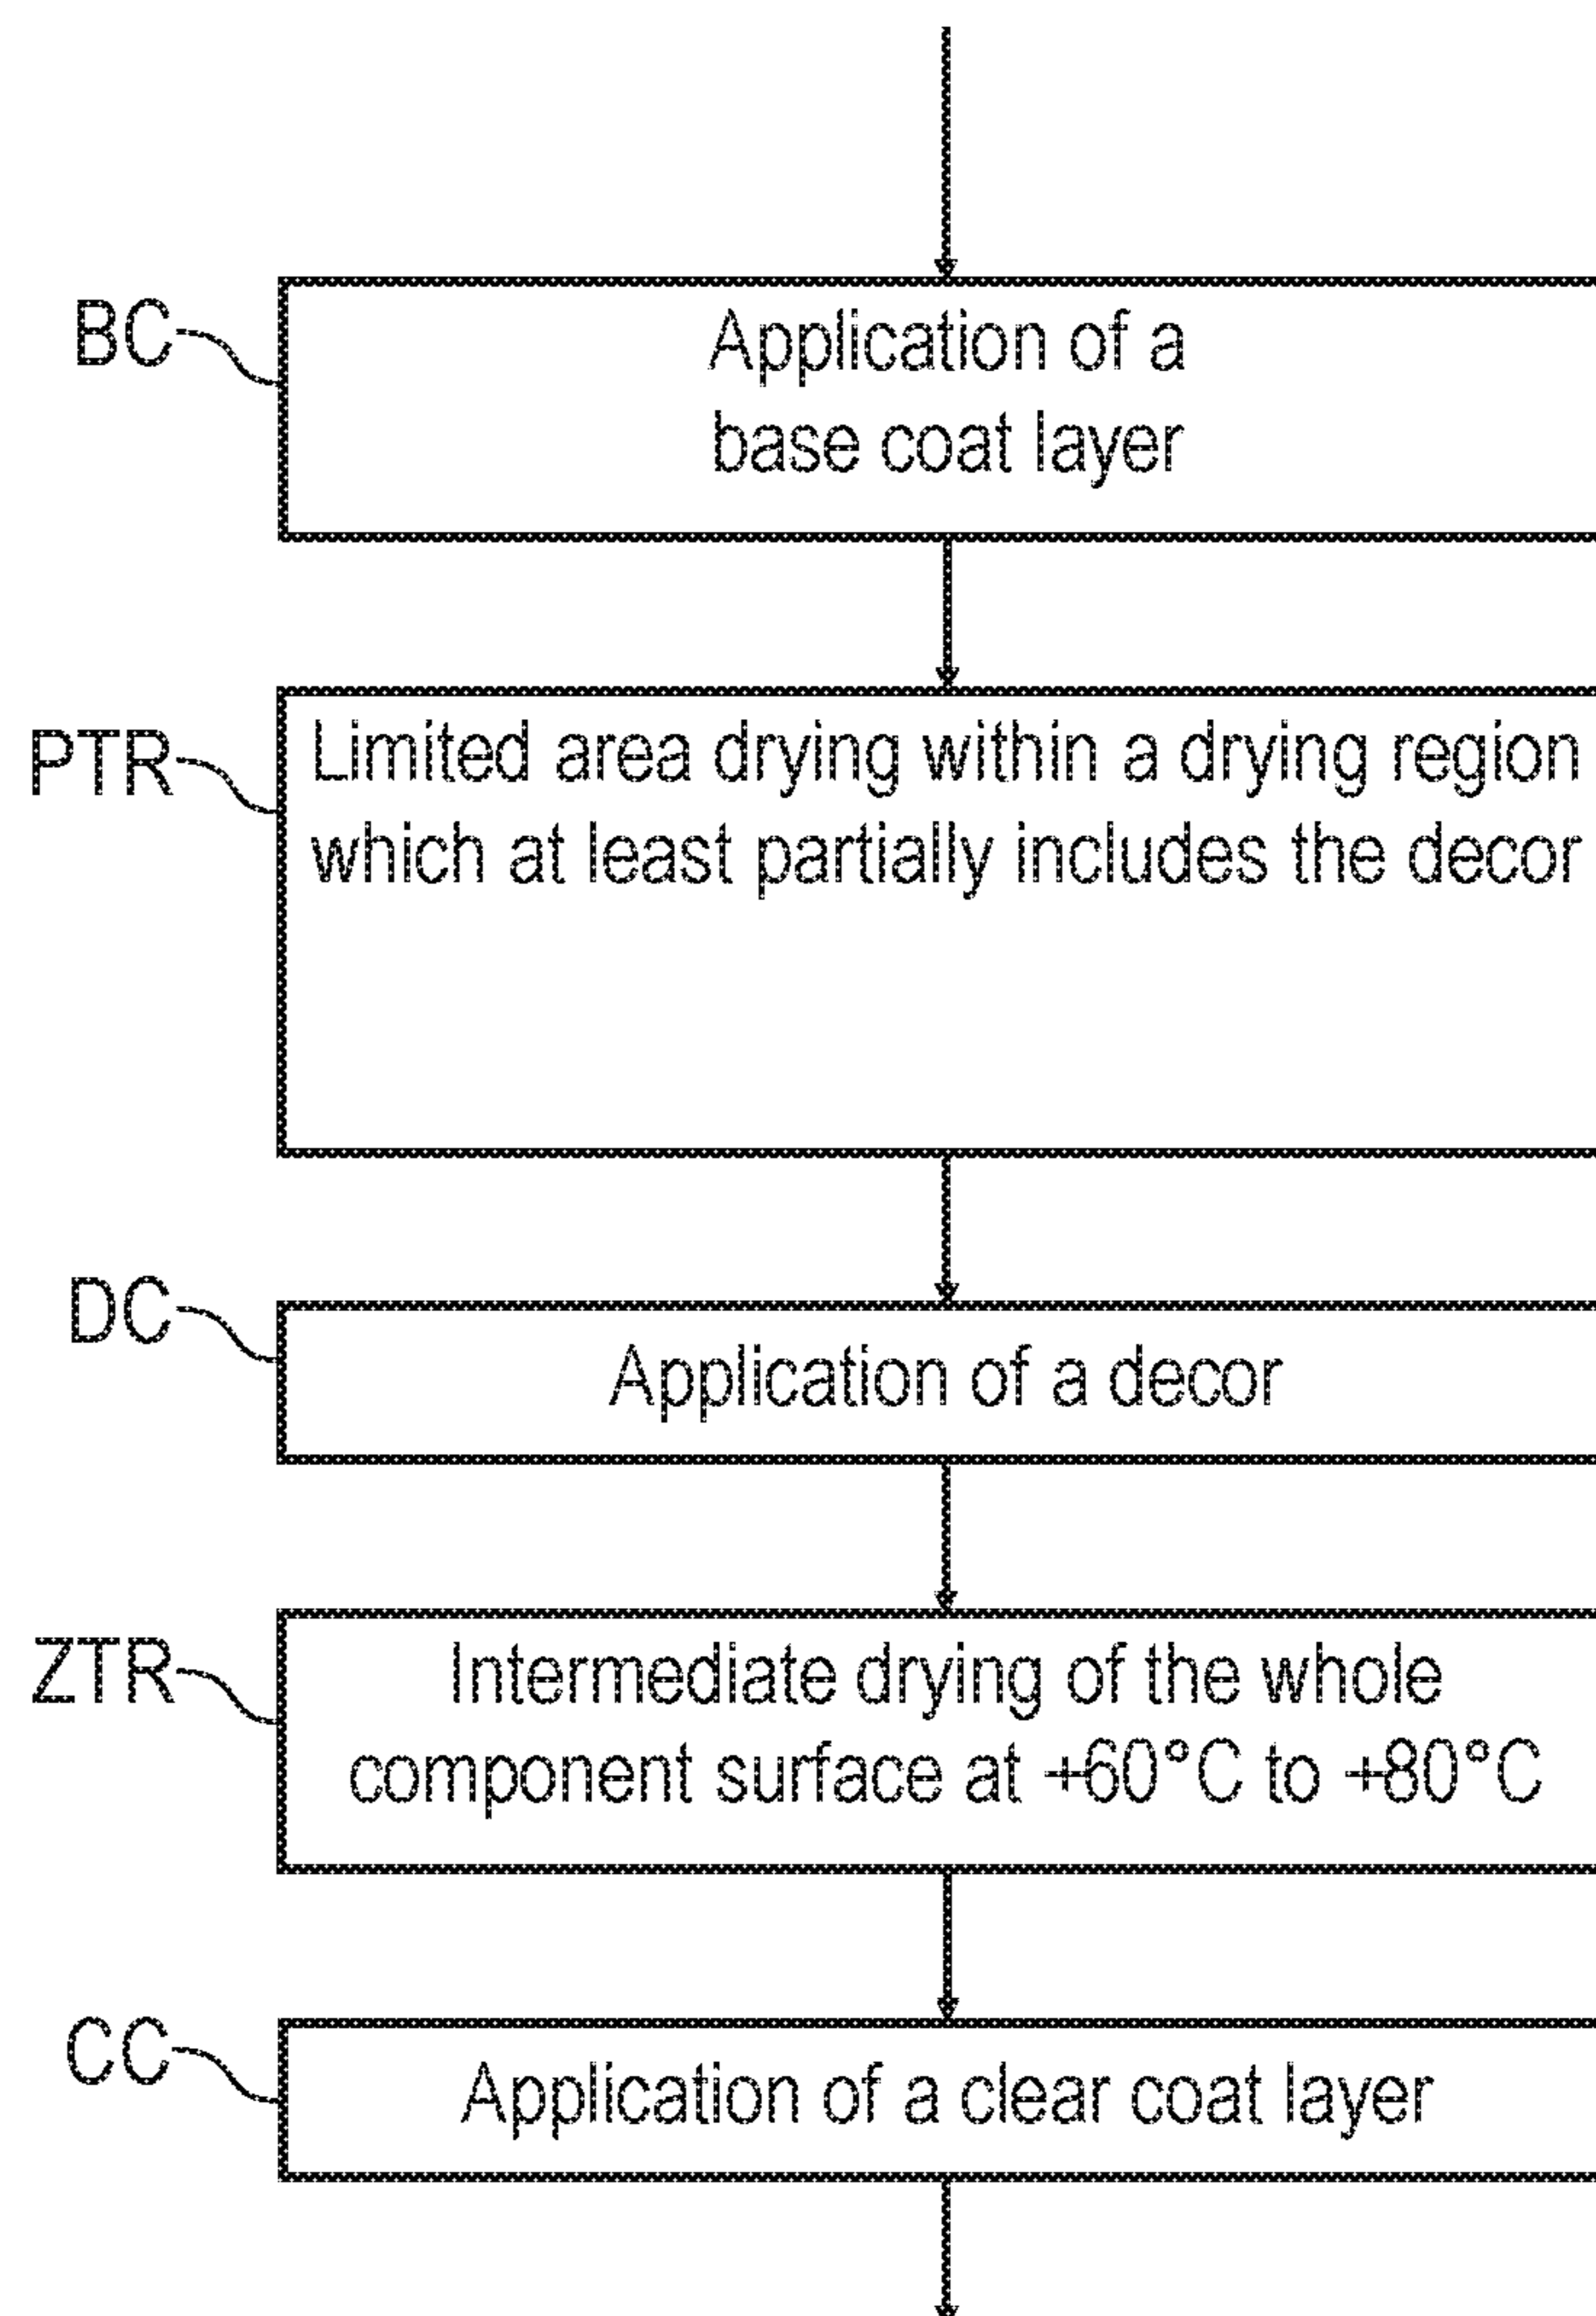 BC
Application of a
base coat layer
PTR
Limited area drying within a drying region
which at least partially includes the decor
DC
Application of a decor
ZTR
Intermediate drying of the whole
component surface at +60°C to +80°C
CC
Application of a clear coat layer